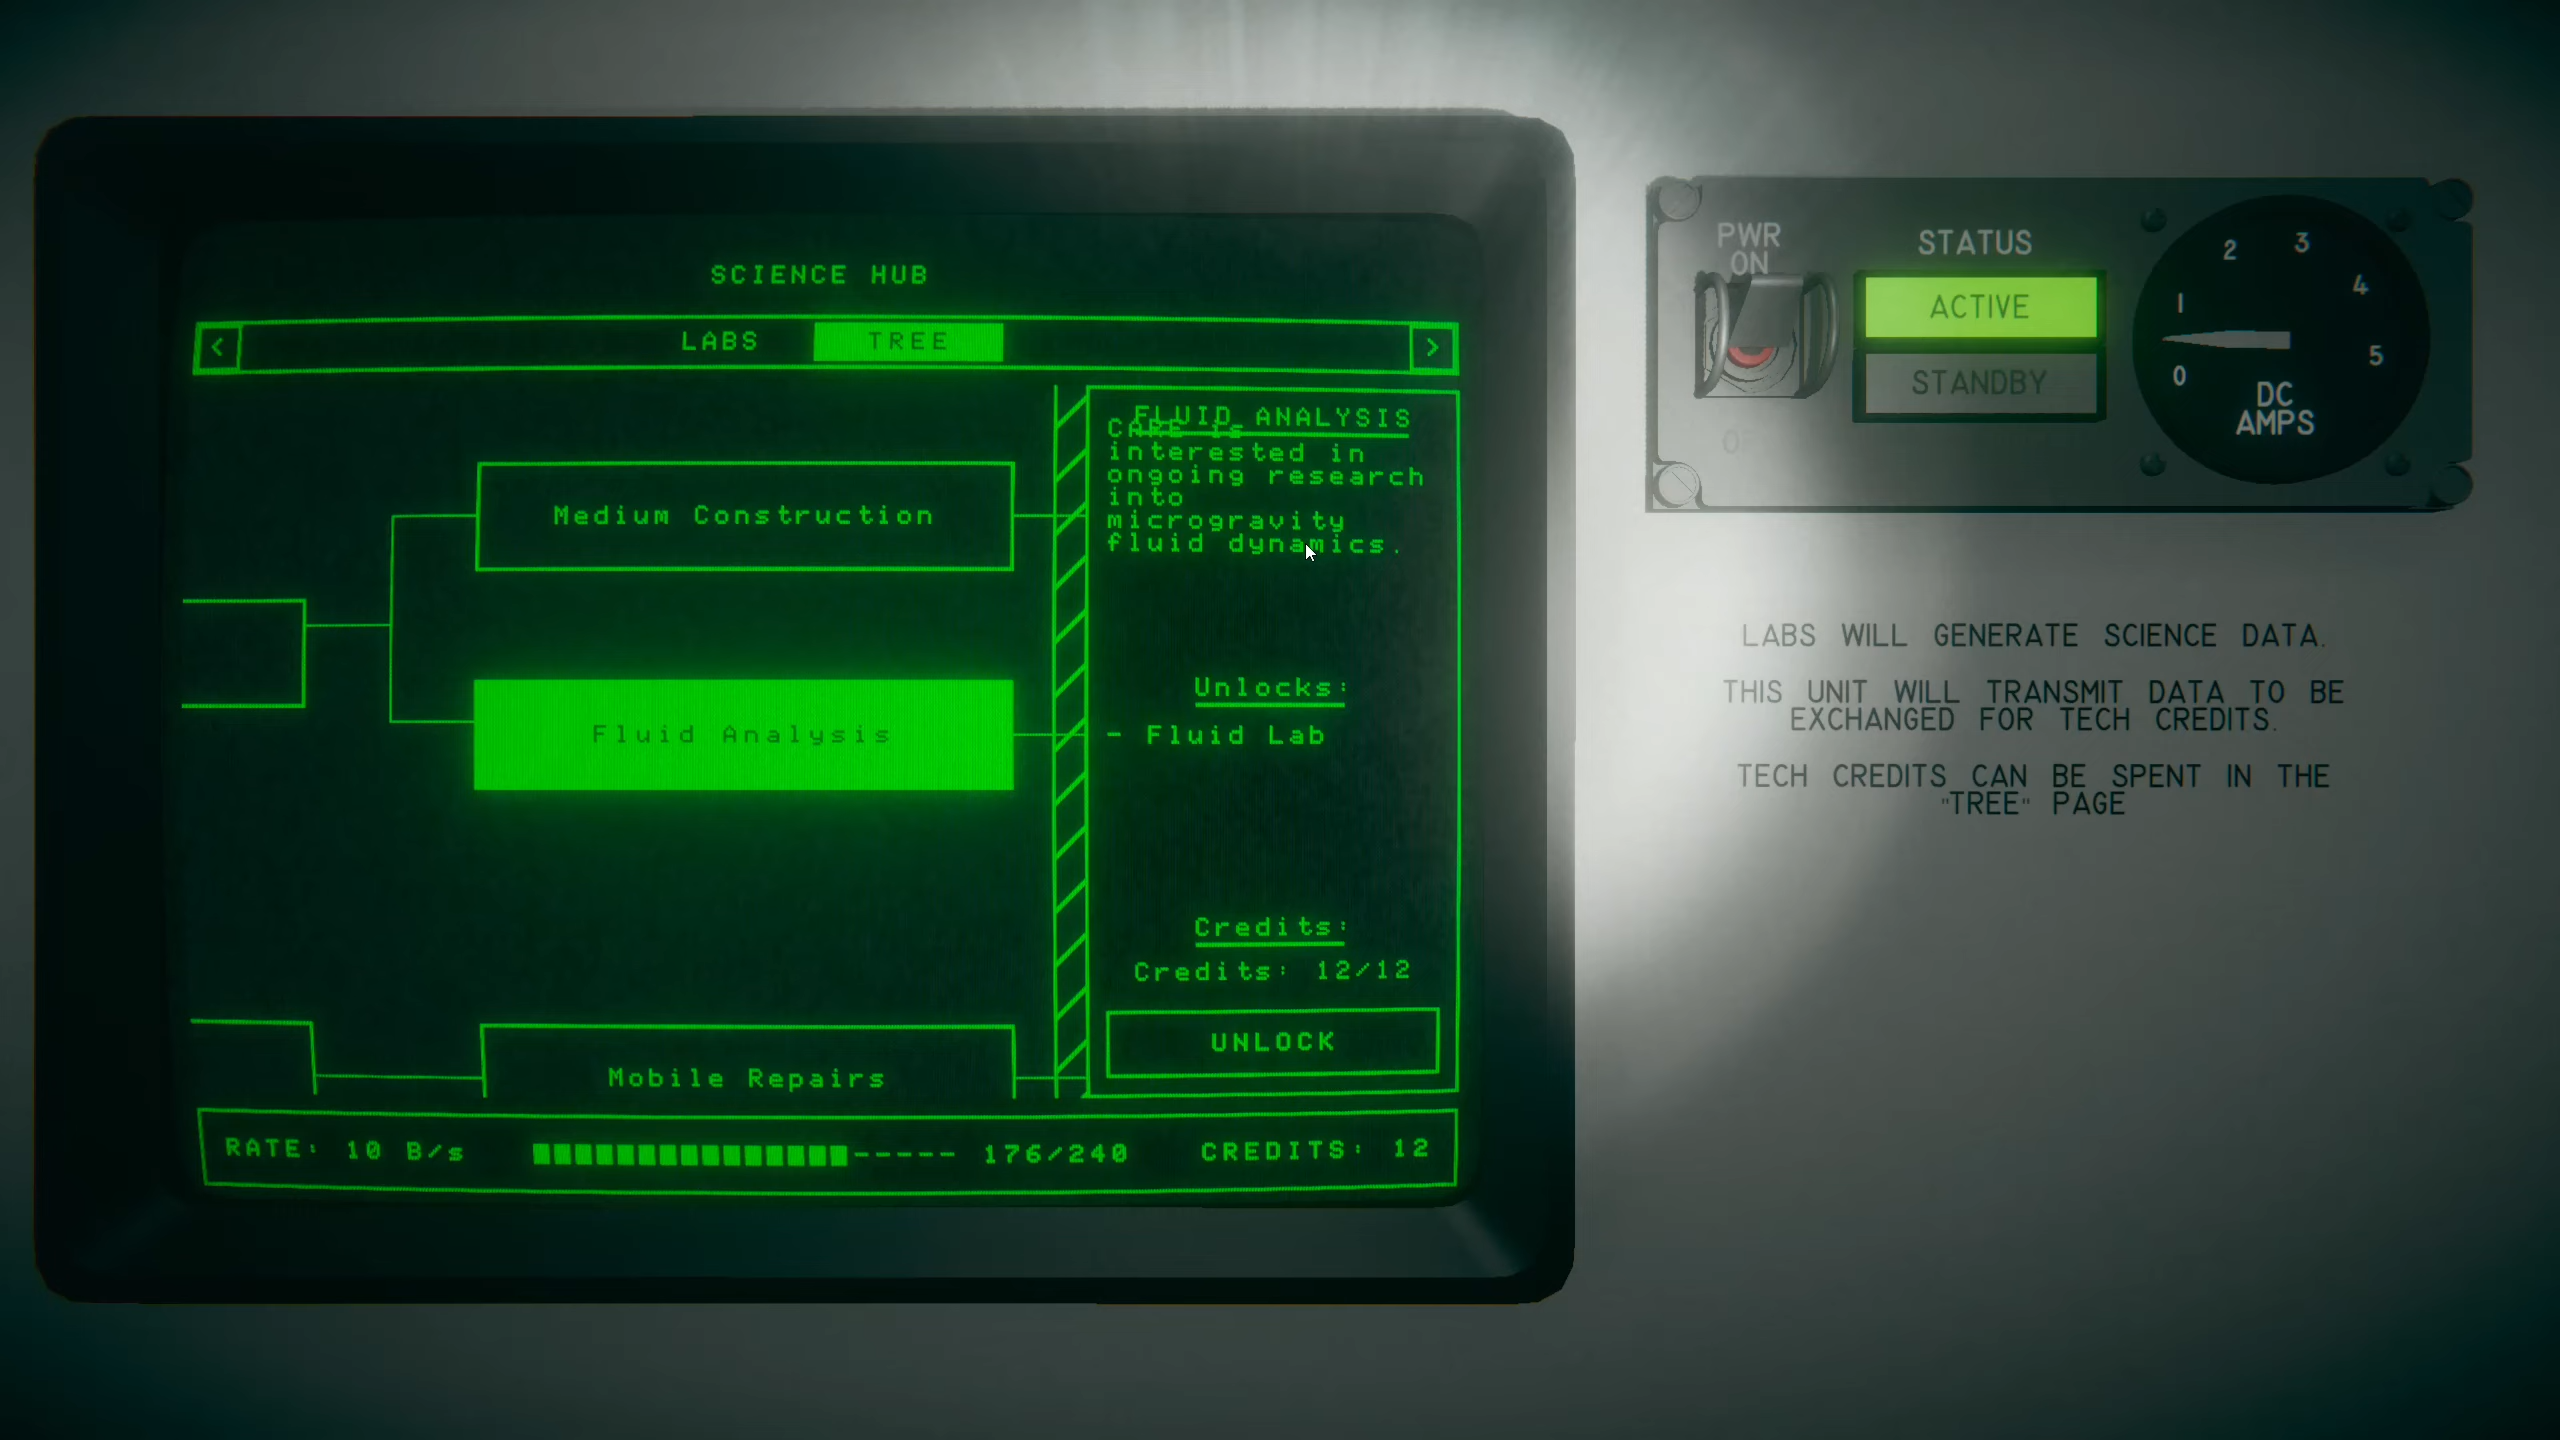 SCIENCE HUB
< LABS TREE >
Medium Construction
Fluid Analysis
Mobile Repairs
FLUID ANALYSIS
CARE is
interested in
ongoing research
into
microgravity
fluid dynamics.
Unlocks:
- Fluid Lab
Credits:
Credits: 12/12
UNLOCK
RATE: 10 B/s 176/240 CREDITS: 12
PWR
ON
STATUS
ACTIVE
STANDBY
0 1 2 3 4 5
DC
AMPS
LABS WILL GENERATE SCIENCE DATA.
THIS UNIT WILL TRANSMIT DATA TO BE
EXCHANGED FOR TECH CREDITS.
TECH CREDITS CAN BE SPENT IN THE
"TREE" PAGE